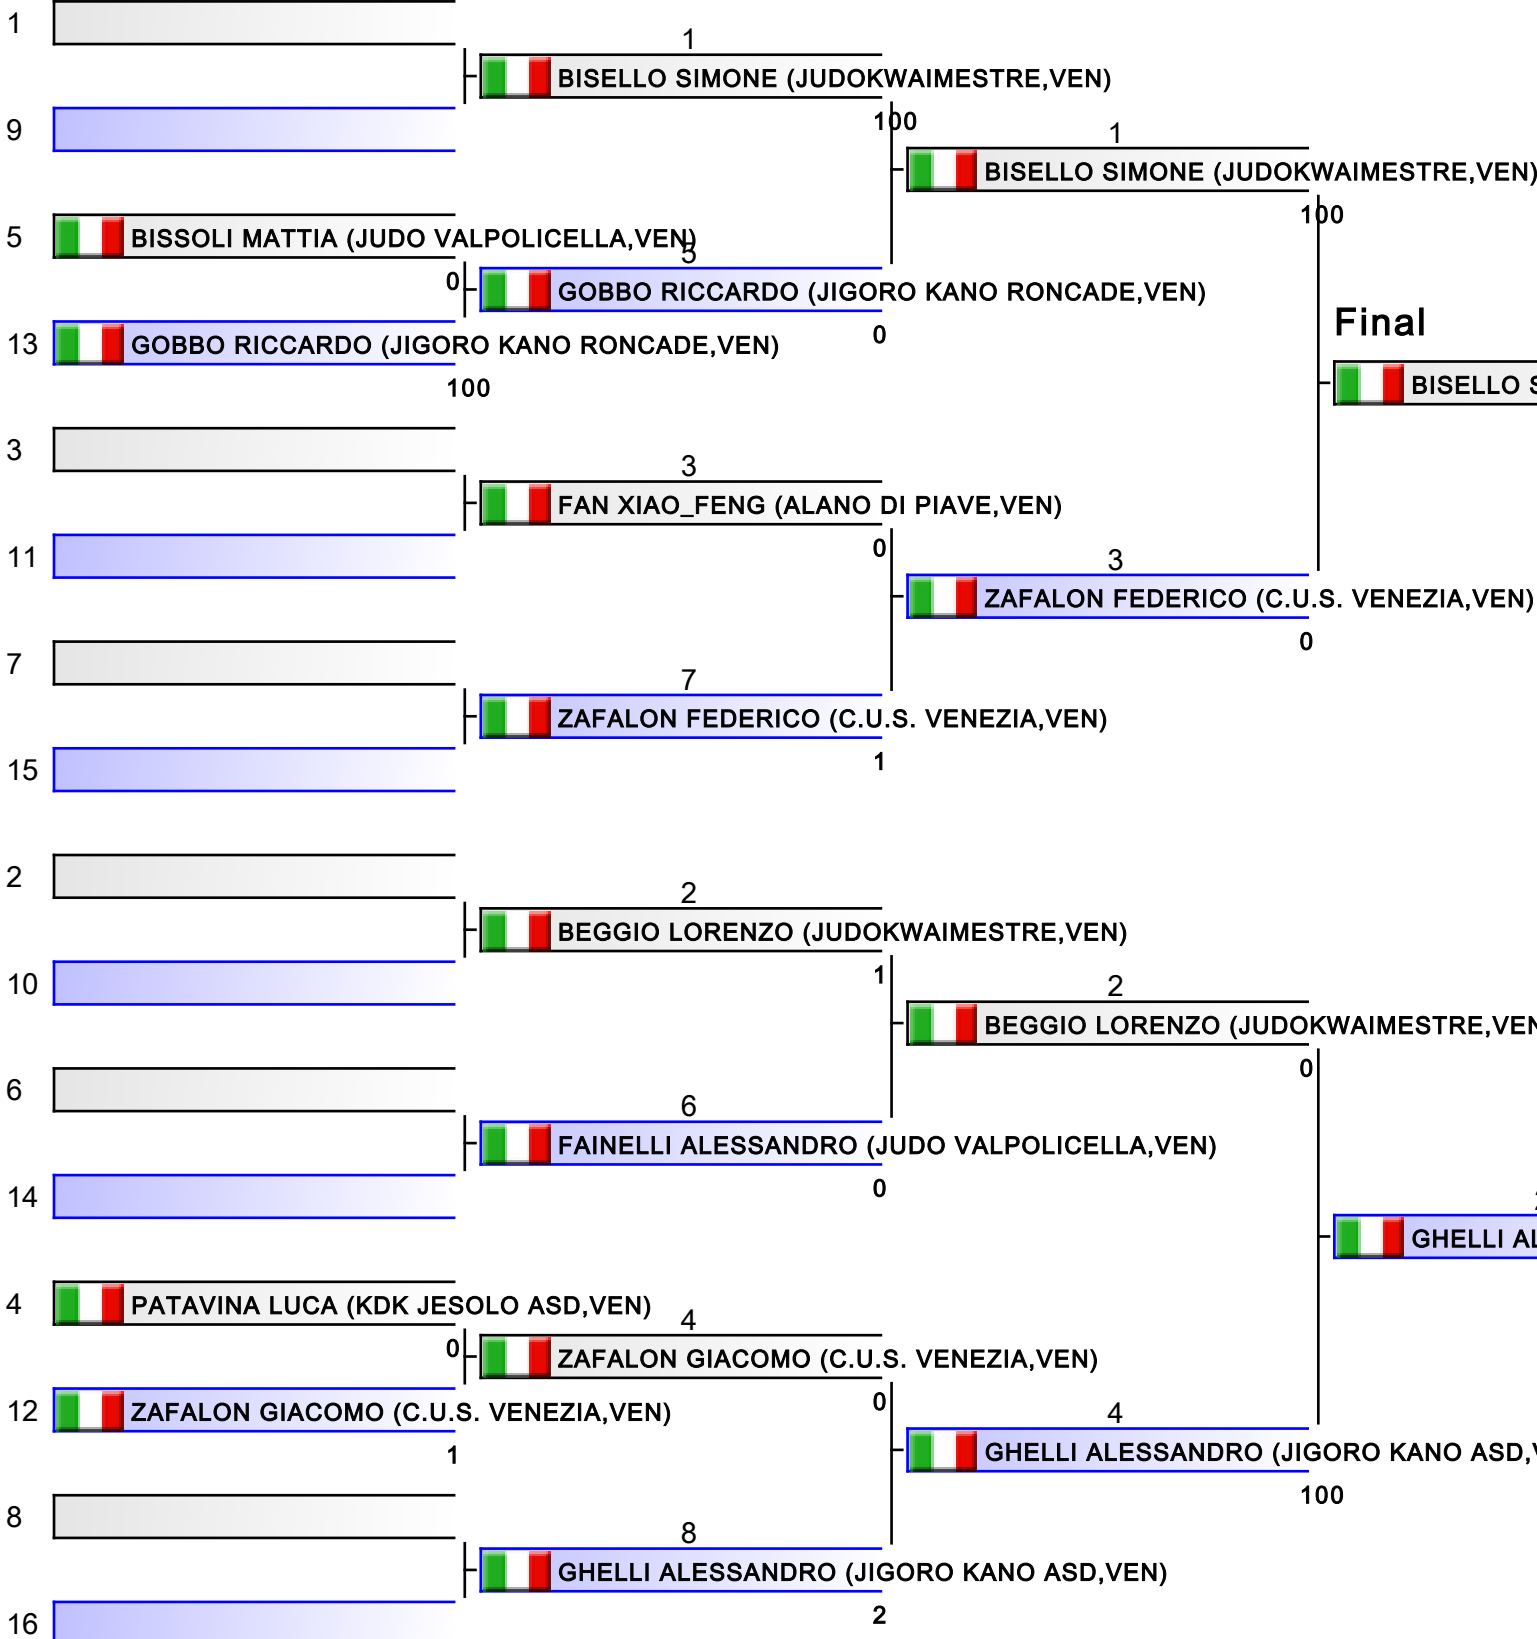 1
1
BISELLO SIMONE (JUDOKWAIMESTRE,VEN)
9
100
1
BISELLO SIMONE (JUDOKWAIMESTRE,VEN)
100
5
BISSOLI MATTIA (JUDO VALPOLICELLA,VEN)
5
0
GOBBO RICCARDO (JIGORO KANO RONCADE,VEN)
0
13
GOBBO RICCARDO (JIGORO KANO RONCADE,VEN)
100
Final
BISELLO S
3
3
FAN XIAO_FENG (ALANO DI PIAVE,VEN)
0
11
3
ZAFALON FEDERICO (C.U.S. VENEZIA,VEN)
0
7
7
ZAFALON FEDERICO (C.U.S. VENEZIA,VEN)
1
15
2
2
BEGGIO LORENZO (JUDOKWAIMESTRE,VEN)
1
10
2
BEGGIO LORENZO (JUDOKWAIMESTRE,VEN
0
6
6
FAINELLI ALESSANDRO (JUDO VALPOLICELLA,VEN)
0
14
GHELLI AL
4
PATAVINA LUCA (KDK JESOLO ASD,VEN)
0
4
ZAFALON GIACOMO (C.U.S. VENEZIA,VEN)
0
12
ZAFALON GIACOMO (C.U.S. VENEZIA,VEN)
1
4
GHELLI ALESSANDRO (JIGORO KANO ASD,V
100
8
8
GHELLI ALESSANDRO (JIGORO KANO ASD,VEN)
2
16